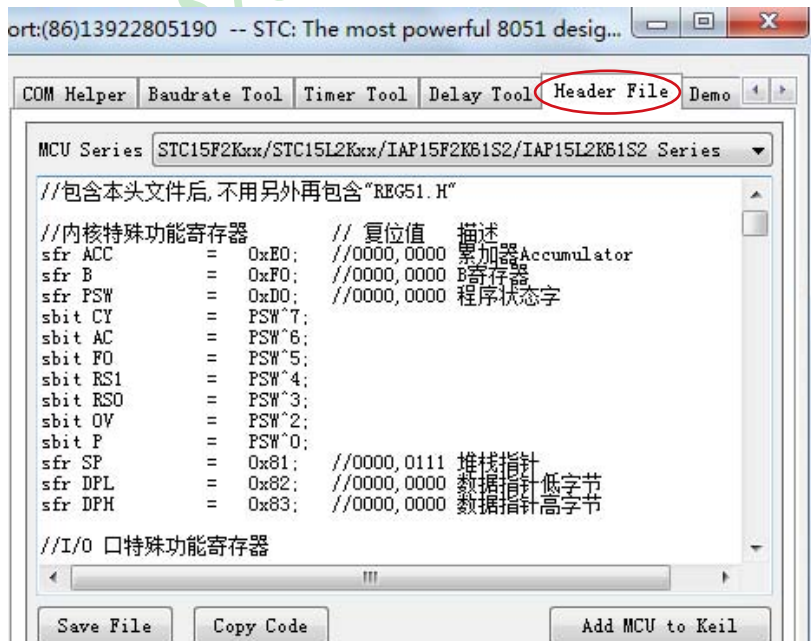 ort:(86)13922805190 -- STC: The most powerful 8051 desig...
COM Helper Baudrate Tool Timer Tool Delay Tool Header File Demo
MCU Series STC15F2Kxx/STC15L2Kxx/IAP15F2K61S2/IAP15L2K61S2 Series
//包含本头文件后,不用另外再包含"REG51.H"
//内核特殊功能寄存器 // 复位值 描述
sfr ACC = 0xE0; //0000,0000 累加器Accumulator
sfr B = 0xF0; //0000,0000 B寄存器
sfr PSW = 0xD0; //0000,0000 程序状态字
sbit CY = PSW^7;
sbit AC = PSW^6;
sbit F0 = PSW^5;
sbit RS1 = PSW^4;
sbit RS0 = PSW^3;
sbit OV = PSW^2;
sbit P = PSW^0;
sfr SP = 0x81; //0000,0111 堆栈指针
sfr DPL = 0x82; //0000,0000 数据指针低字节
sfr DPH = 0x83; //0000,0000 数据指针高字节
//I/O 口特殊功能寄存器
Save File Copy Code Add MCU to Keil